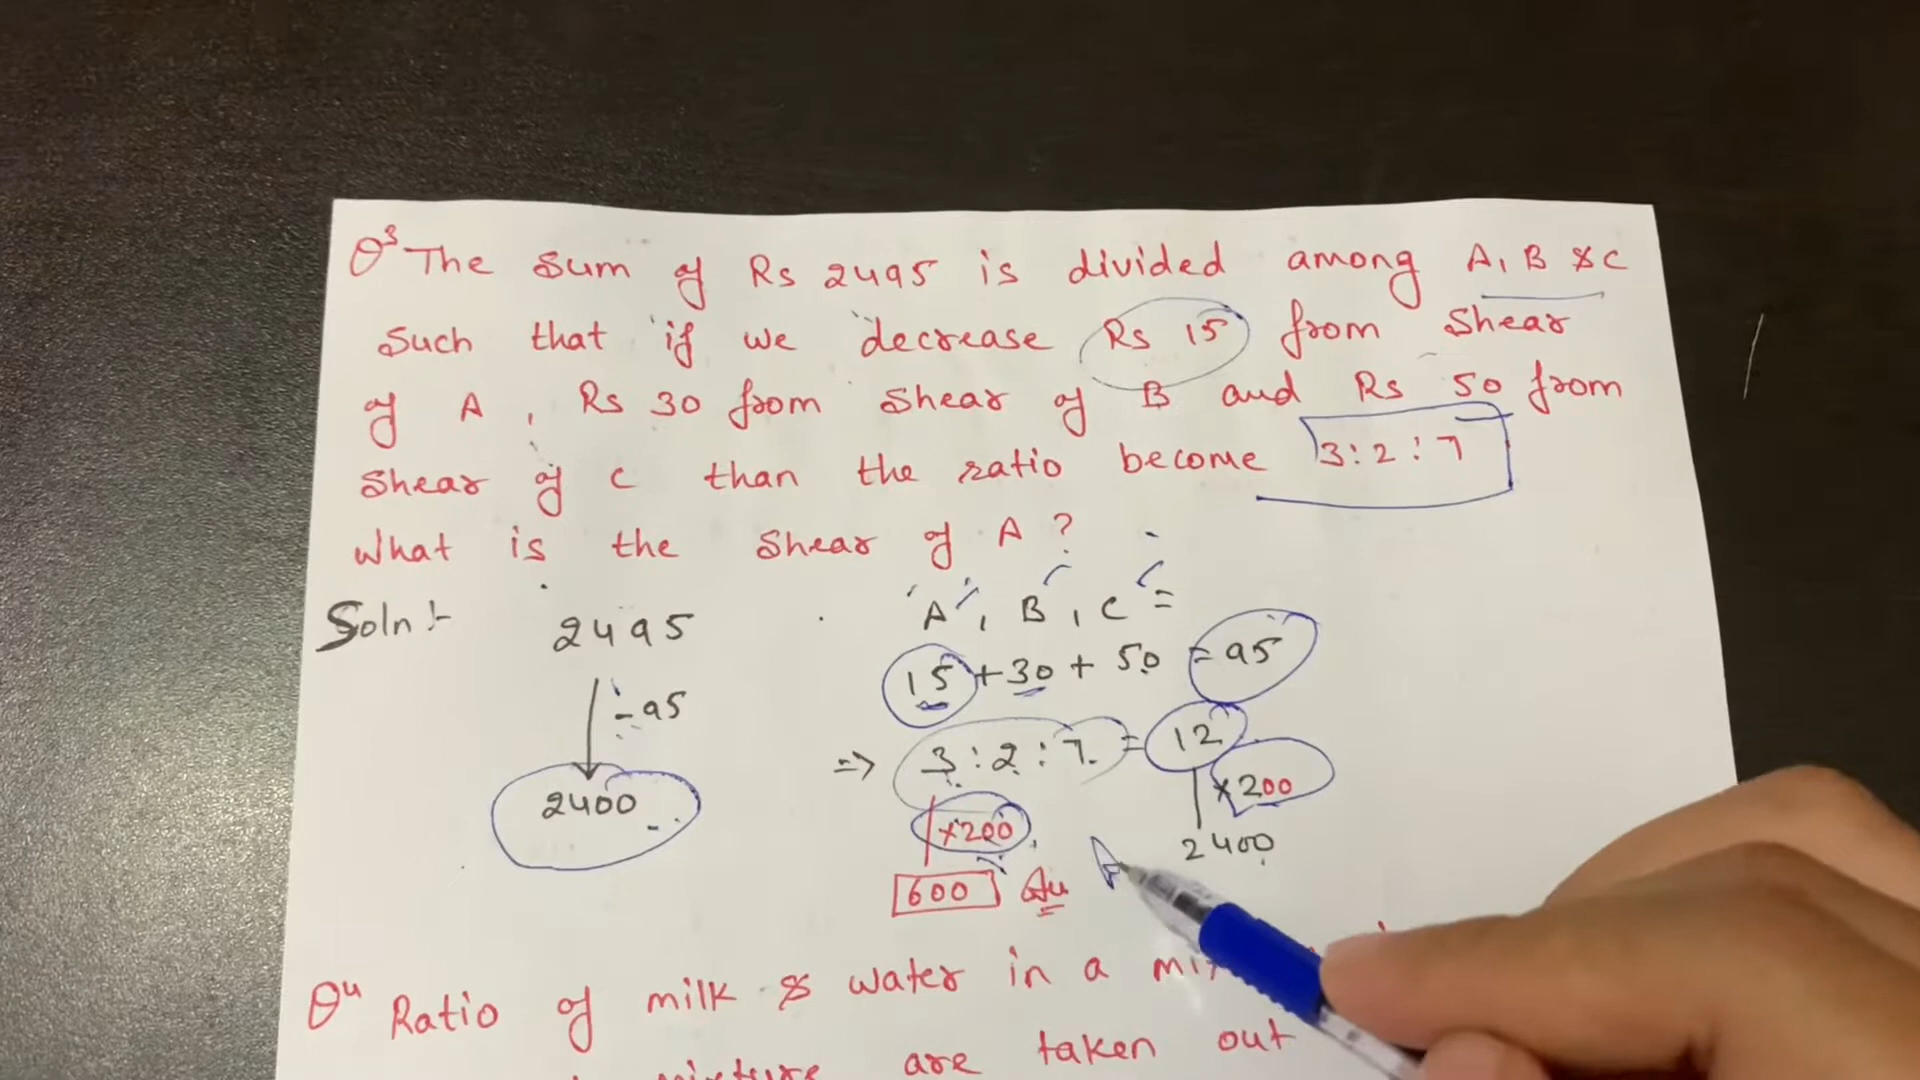 Q3 The sum of Rs 2495 is divided among A, B & C
Such that if we decrease Rs 15 from Shear
of A, Rs 30 from Shear of B and Rs 50 from
Shear of C than the ratio become 3:2:7
What is the Shear of A?
Soln:-
2495
-95
2400
A, B, C =
15+30+50 = 95
=> 3:2:7 = 12
×200
2400
×200
600 Ans
Q4 Ratio of milk & water in a
mixture are taken out